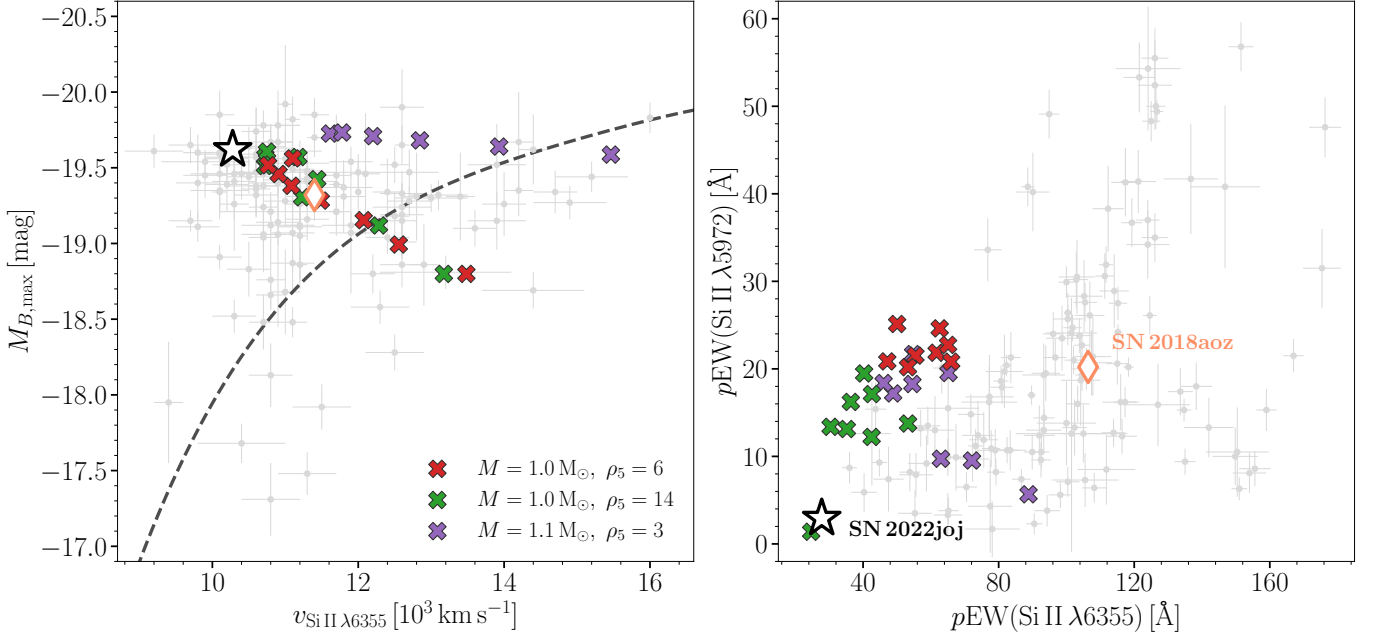 −20.5
−20.0
−19.5
−19.0
−18.5
−18.0
−17.5
−17.0
M_{B,max} [mag]
10
12
14
16
v_{Si II λ6355} [10^3 km s^{−1}]
M = 1.0 M_⊙, ρ_5 = 6
M = 1.0 M_⊙, ρ_5 = 14
M = 1.1 M_⊙, ρ_5 = 3
60
50
40
30
20
10
0
pEW(Si II λ5972) [Å]
SN 2018aoz
SN 2022joj
40
80
120
160
pEW(Si II λ6355) [Å]